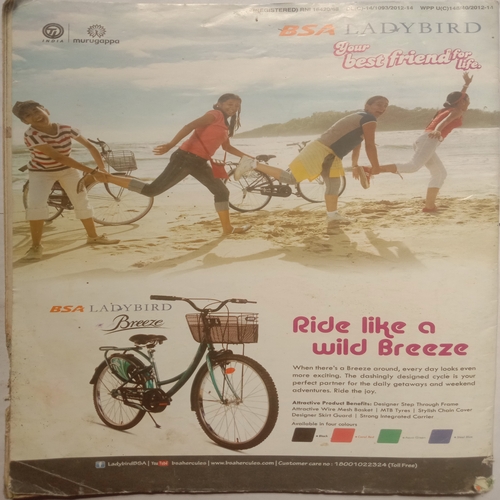 TI
INDIA
murugappa
BSA LADYBIRD
Your
best friend for
life.
BSA LADYBIRD
Breeze
Ride like a
wild Breeze
When there's a Breeze around, every day looks even
more exciting. The dashingly designed cycle is your
perfect partner for the daily getaways and weekend
adventures. Ride the joy.
Attractive Product Benefits: Designer Step Through Frame
Attractive Wire Mesh Basket | MTB Tyres | Stylish Chain Cover
Designer Skirt Guard | Strong Integrated Carrier
Available in four colours
LadybirdBSA | You Tube bsahercules | www.bsahercules.com | Customer care no: 18001022324 (Toll Free)